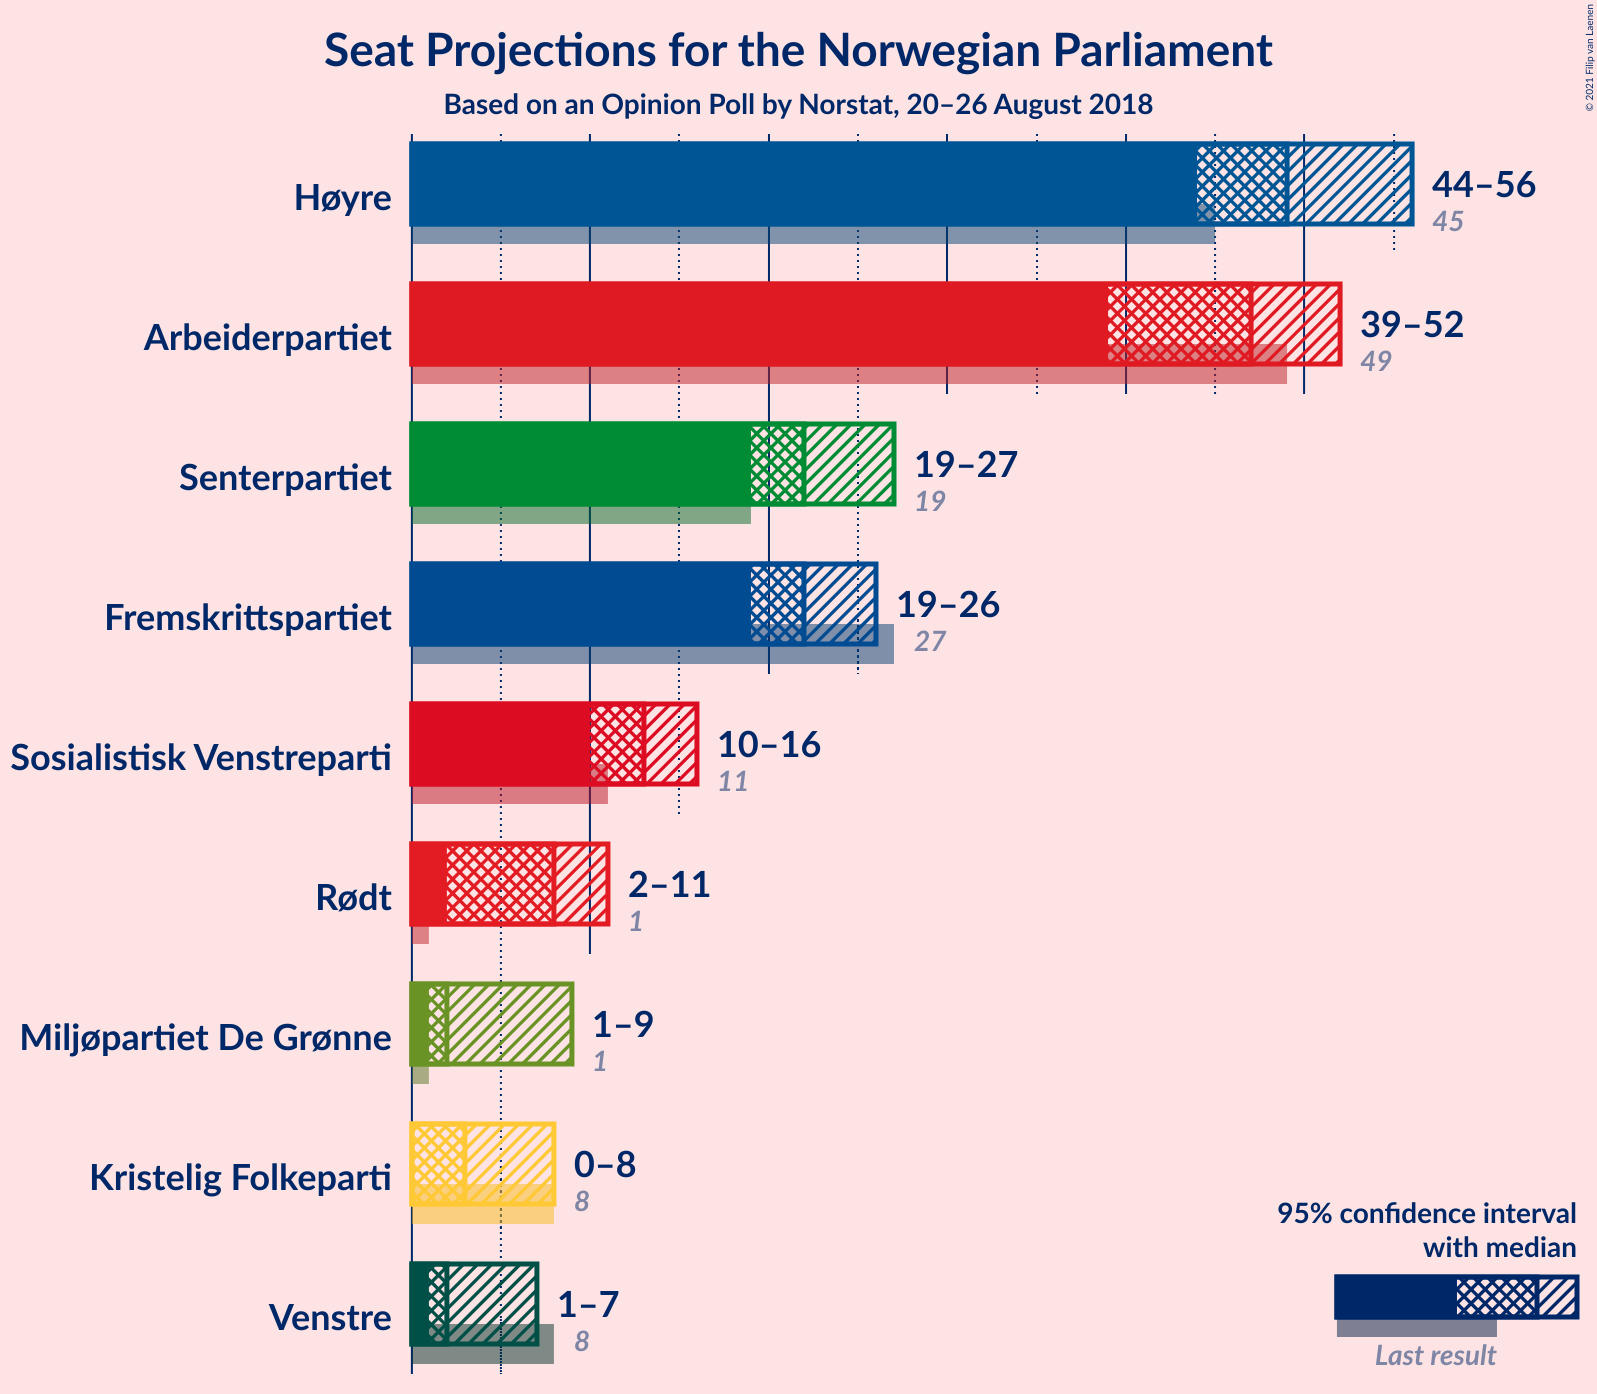 Seat Projections for the Norwegian Parliament
Based on an Opinion Poll by Norstat, 20–26 August 2018
© 2021 Filip van Laenen
Høyre
44–56
45
Arbeiderpartiet
39–52
49
Senterpartiet
19–27
19
Fremskrittspartiet
19–26
27
Sosialistisk Venstreparti
10–16
11
Rødt
2–11
1
Miljøpartiet De Grønne
1–9
1
Kristelig Folkeparti
0–8
8
Venstre
1–7
8
95% confidence interval
with median
Last result